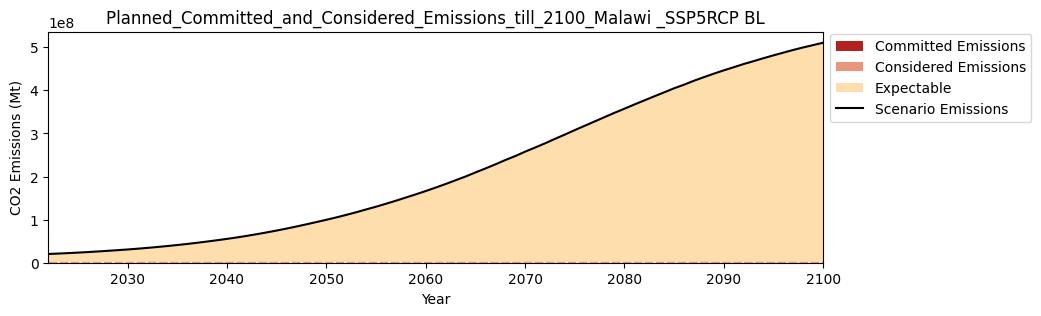 Planned_Committed_and_Considered_Emissions_till_2100_Malawi _SSP5RCP BL
1e8
5
4
3
2
1
0
CO2 Emissions (Mt)
2030 2040 2050 2060 2070 2080 2090 2100
Year
Committed Emissions
Considered Emissions
Expectable
Scenario Emissions